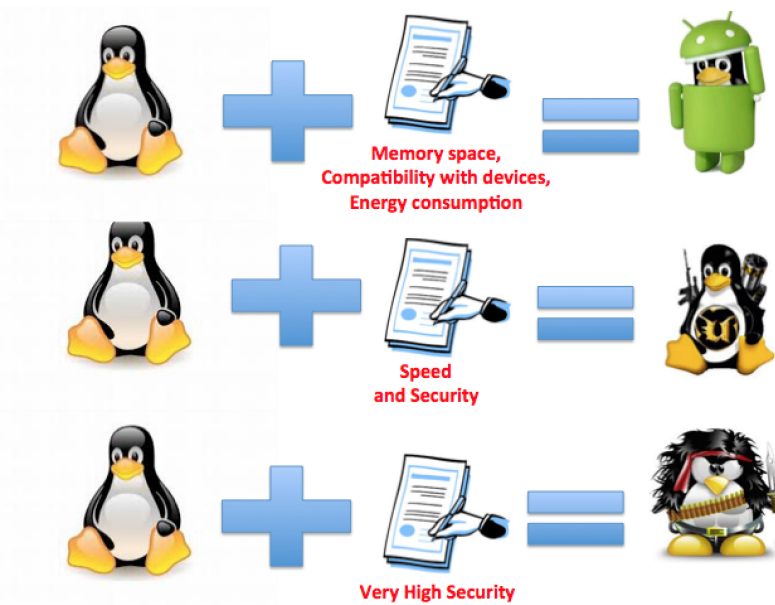 Memory space,
Compatibility with devices,
Energy consumption
Speed
and Security
Very High Security